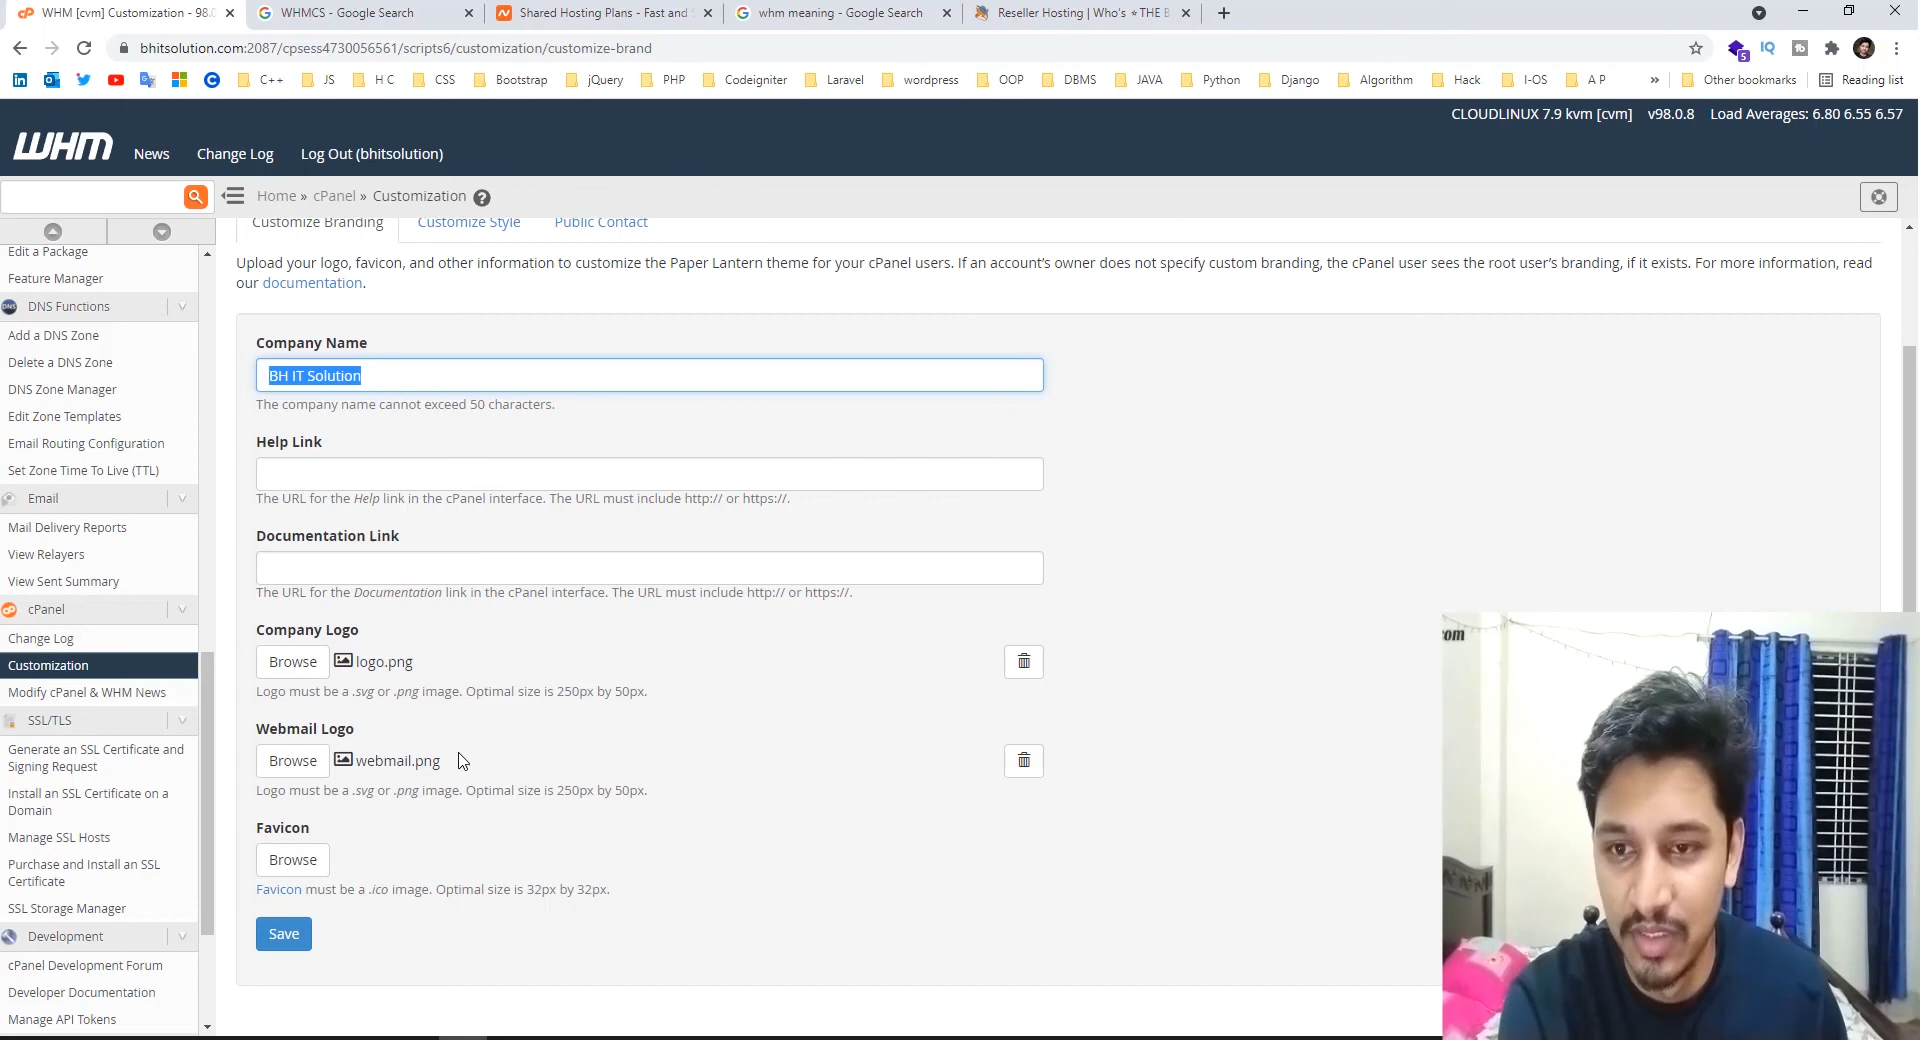 WHM [cvm] Customization - 98.0
WHMCS - Google Search
Shared Hosting Plans - Fast and
whm meaning - Google Search
Reseller Hosting | Who's ⭐THE B
bhitsolution.com:2087/cpsess4730056561/scripts6/customization/customize-brand
5
C++
JS
H C
CSS
Bootstrap
jQuery
PHP
Codeigniter
Laravel
wordpress
OOP
DBMS
JAVA
Python
Django
Algorithm
Hack
I-OS
A P
»
Other bookmarks
Reading list
CLOUDLINUX 7.9 kvm [cvm] v98.0.8 Load Averages: 6.80 6.55 6.57
WHM
News
Change Log
Log Out (bhitsolution)
Home » cPanel » Customization
Customize Branding
Customize Style
Public Contact
Edit a Package
Feature Manager
DNS DNS Functions
Add a DNS Zone
Delete a DNS Zone
DNS Zone Manager
Edit Zone Templates
Email Routing Configuration
Set Zone Time To Live (TTL)
Email
Mail Delivery Reports
View Relayers
View Sent Summary
cPanel
Change Log
Customization
Modify cPanel & WHM News
SSL/TLS
Generate an SSL Certificate and
Signing Request
Install an SSL Certificate on a
Domain
Manage SSL Hosts
Purchase and Install an SSL
Certificate
SSL Storage Manager
Development
cPanel Development Forum
Developer Documentation
Manage API Tokens
Upload your logo, favicon, and other information to customize the Paper Lantern theme for your cPanel users. If an account's owner does not specify custom branding, the cPanel user sees the root user's branding, if it exists. For more information, read
our documentation.
Company Name
BH IT Solution
The company name cannot exceed 50 characters.
Help Link
The URL for the Help link in the cPanel interface. The URL must include http:// or https://.
Documentation Link
The URL for the Documentation link in the cPanel interface. The URL must include http:// or https://.
Company Logo
Browse logo.png
Logo must be a .svg or .png image. Optimal size is 250px by 50px.
Webmail Logo
Browse webmail.png
Logo must be a .svg or .png image. Optimal size is 250px by 50px.
Favicon
Browse
Favicon must be a .ico image. Optimal size is 32px by 32px.
Save
om